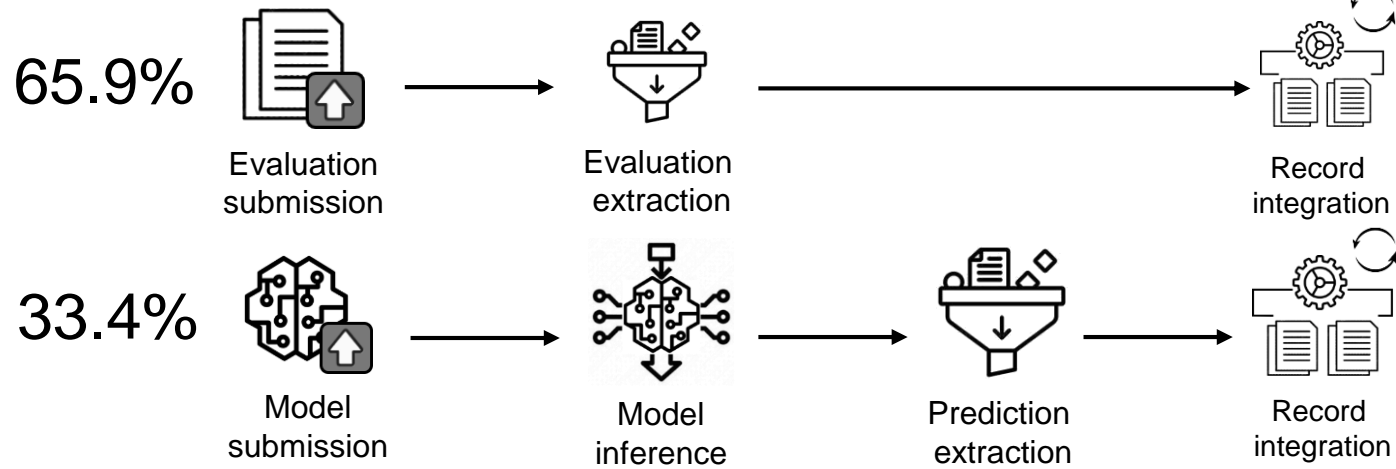 65.9%
Evaluation
submission
Evaluation
extraction
Record
integration
33.4%
Model
submission
Model
inference
Prediction
extraction
Record
integration